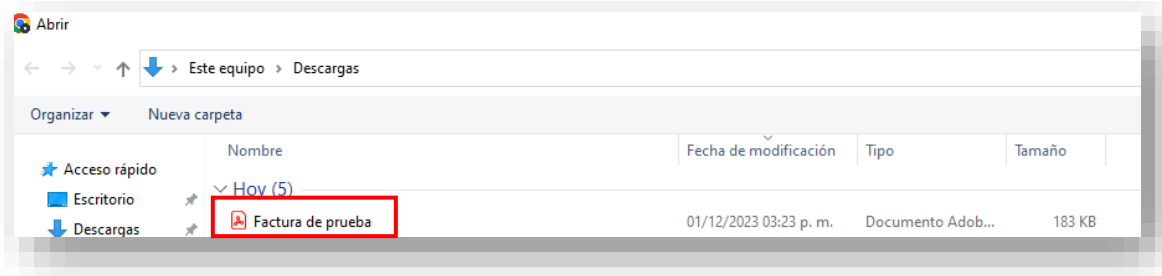 Abrir
Este equipo > Descargas
Organizar Nueva carpeta
Nombre Fecha de modificación Tipo Tamaño
Acceso rápido
Hoy (5)
Escritorio
Factura de prueba 01/12/2023 03:23 p. m. Documento Adob... 183 KB
Descargas